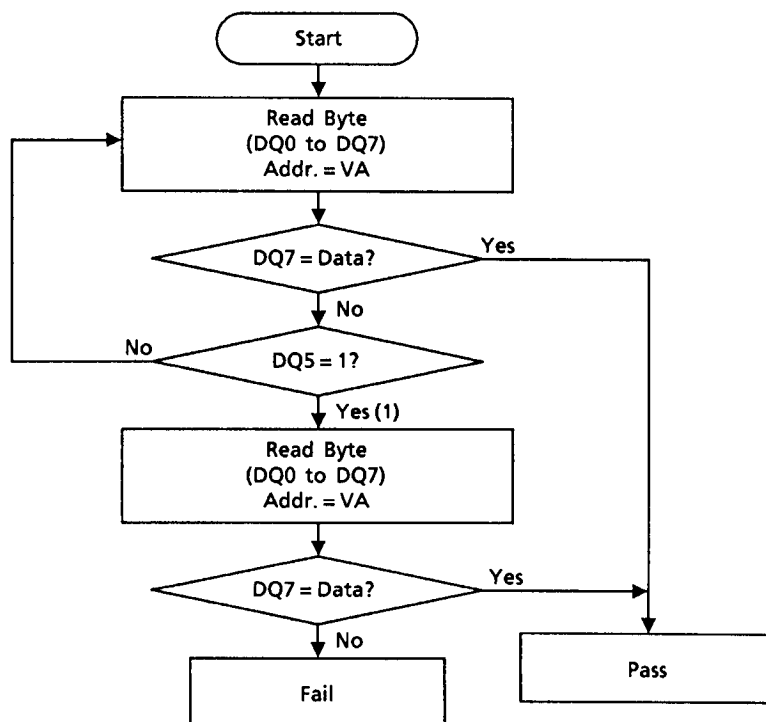 Start
Read Byte
(DQ0 to DQ7)
Addr. = VA
DQ7 = Data?
Yes
No
DQ5 = 1?
No
Yes (1)
Read Byte
(DQ0 to DQ7)
Addr. = VA
DQ7 = Data?
Yes
No
Fail
Pass